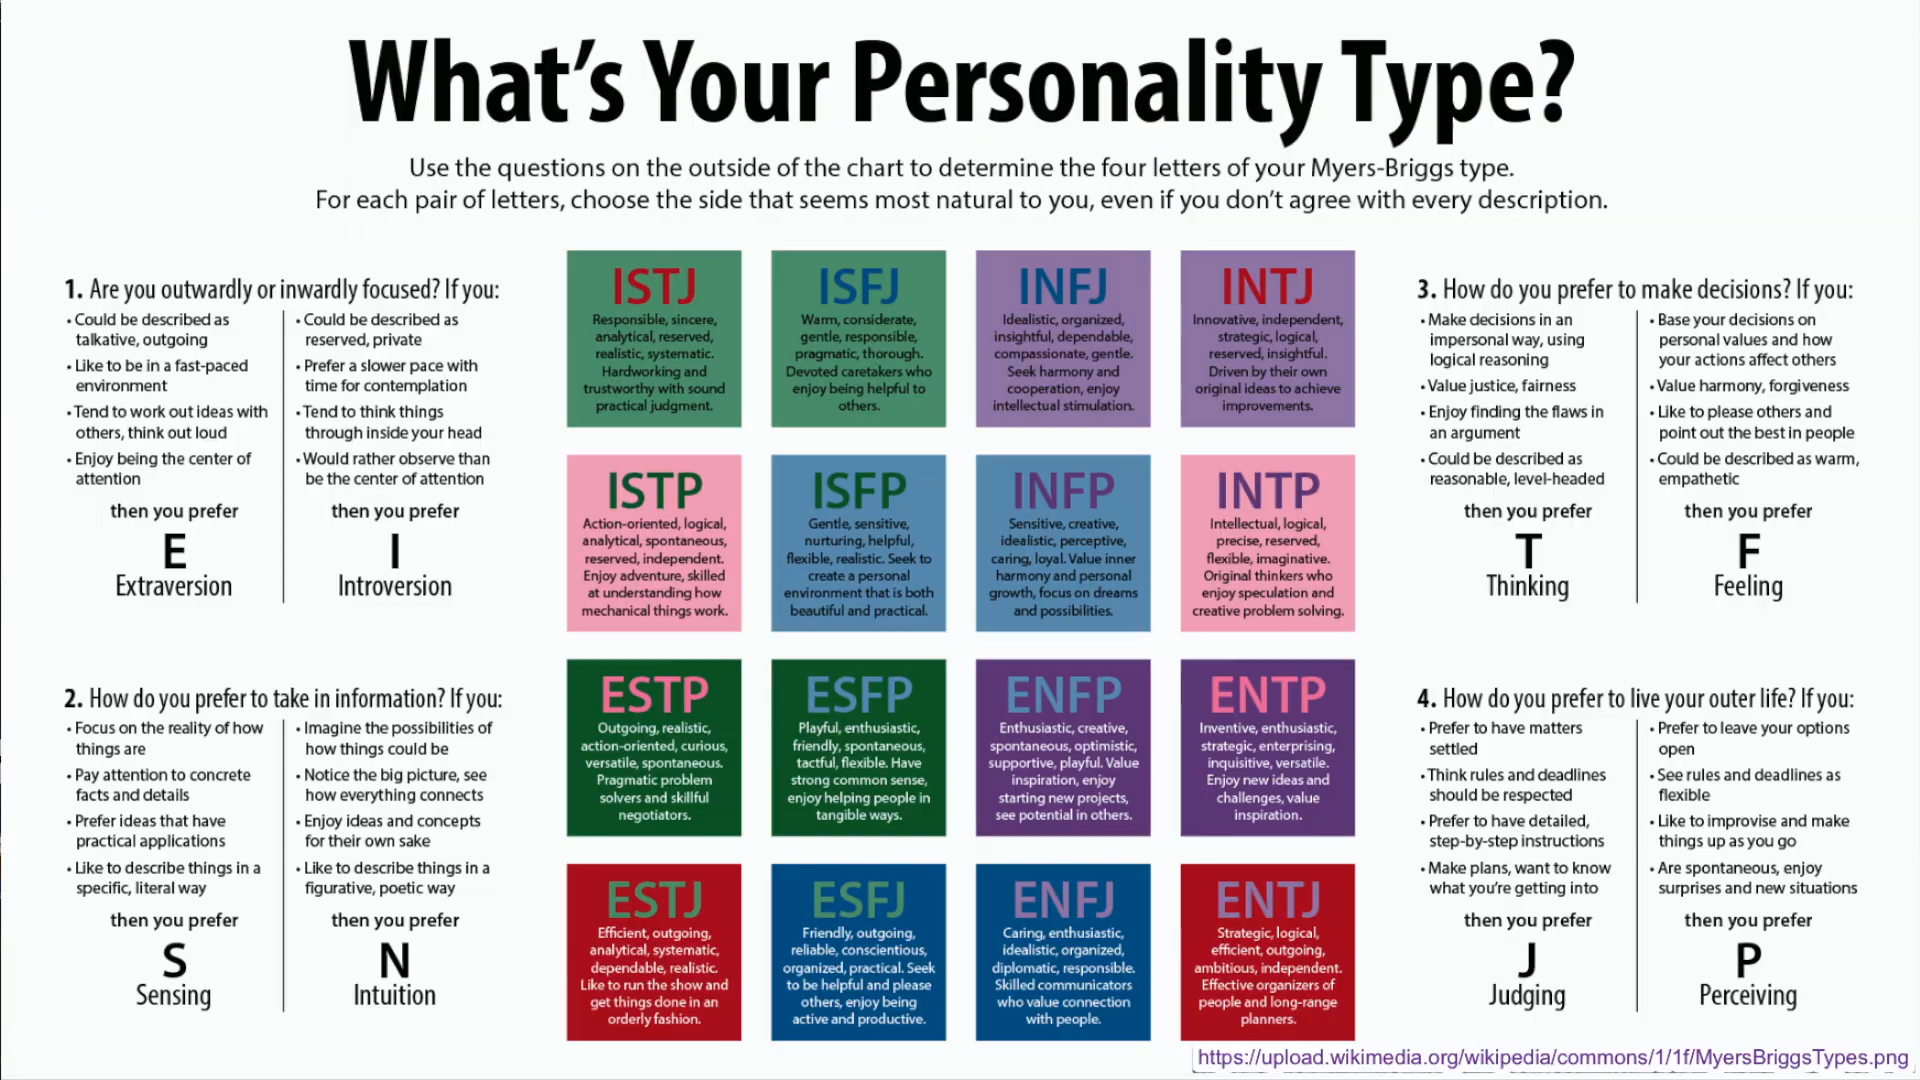 What's Your Personality Type?
Use the questions on the outside of the chart to determine the four letters of your Myers-Briggs type.
For each pair of letters, choose the side that seems most natural to you, even if you don't agree with every description.
1. Are you outwardly or inwardly focused? If you:
• Could be described as
talkative, outgoing
• Like to be in a fast-paced
environment
• Tend to work out ideas with
others, think out loud
• Enjoy being the center of
attention
then you prefer
E
Extraversion
• Could be described as
reserved, private
• Prefer a slower pace with
time for contemplation
• Tend to think things
through inside your head
• Would rather observe than
be the center of attention
then you prefer
I
Introversion
2. How do you prefer to take in information? If you:
• Focus on the reality of how
things are
• Pay attention to concrete
facts and details
• Prefer ideas that have
practical applications
• Like to describe things in a
specific, literal way
then you prefer
S
Sensing
• Imagine the possibilities of
how things could be
• Notice the big picture, see
how everything connects
• Enjoy ideas and concepts
for their own sake
• Like to describe things in a
figurative, poetic way
then you prefer
N
Intuition
ISTJ
Responsible, sincere,
analytical, reserved,
realistic, systematic.
Hardworking and
trustworthy with sound
practical judgment.
ISFJ
Warm, considerate,
gentle, responsible,
pragmatic, thorough.
Devoted caretakers who
enjoy being helpful to
others.
INFJ
Idealistic, organized,
insightful, dependable,
compassionate, gentle.
Seek harmony and
cooperation, enjoy
intellectual stimulation.
INTJ
Innovative, independent,
strategic, logical,
reserved, insightful.
Driven by their own
original ideas to achieve
improvements.
ISTP
Action-oriented, logical,
analytical, spontaneous,
reserved, independent.
Enjoy adventure, skilled
at understanding how
mechanical things work.
ISFP
Gentle, sensitive,
nurturing, helpful,
flexible, realistic. Seek to
create a personal
environment that is both
beautiful and practical.
INFP
Sensitive, creative,
idealistic, perceptive,
caring, loyal. Value inner
harmony and personal
growth, focus on dreams
and possibilities.
INTP
Intellectual, logical,
precise, reserved,
flexible, imaginative.
Original thinkers who
enjoy speculation and
creative problem solving.
ESTP
Outgoing, realistic,
action-oriented, curious,
versatile, spontaneous.
Pragmatic problem
solvers and skillful
negotiators.
ESFP
Playful, enthusiastic,
friendly, spontaneous,
tactful, flexible. Have
strong common sense,
enjoy helping people in
tangible ways.
ENFP
Enthusiastic, creative,
spontaneous, optimistic,
supportive, playful. Value
inspiration, enjoy
starting new projects,
see potential in others.
ENTP
Inventive, enthusiastic,
strategic, enterprising,
inquisitive, versatile.
Enjoy new ideas and
challenges, value
inspiration.
ESTJ
Efficient, outgoing,
analytical, systematic,
dependable, realistic.
Like to run the show and
get things done in an
orderly fashion.
ESFJ
Friendly, outgoing,
reliable, conscientious,
organized, practical. Seek
to be helpful and please
others, enjoy being
active and productive.
ENFJ
Caring, enthusiastic,
idealistic, organized,
diplomatic, responsible.
Skilled communicators
who value connection
with people.
ENTJ
Strategic, logical,
efficient, outgoing,
ambitious, independent.
Effective organizers of
people and long-range
planners.
3. How do you prefer to make decisions? If you:
• Make decisions in an
impersonal way, using
logical reasoning
• Value justice, fairness
• Enjoy finding the flaws in
an argument
• Could be described as
reasonable, level-headed
then you prefer
T
Thinking
• Base your decisions on
personal values and how
your actions affect others
• Value harmony, forgiveness
• Like to please others and
point out the best in people
• Could be described as warm,
empathetic
then you prefer
F
Feeling
4. How do you prefer to live your outer life? If you:
• Prefer to have matters
settled
• Think rules and deadlines
should be respected
• Prefer to have detailed,
step-by-step instructions
• Make plans, want to know
what you're getting into
then you prefer
J
Judging
• Prefer to leave your options
open
• See rules and deadlines as
flexible
• Like to improvise and make
things up as you go
• Are spontaneous, enjoy
surprises and new situations
then you prefer
P
Perceiving
https://upload.wikimedia.org/wikipedia/commons/1/1f/MyersBriggsTypes.png